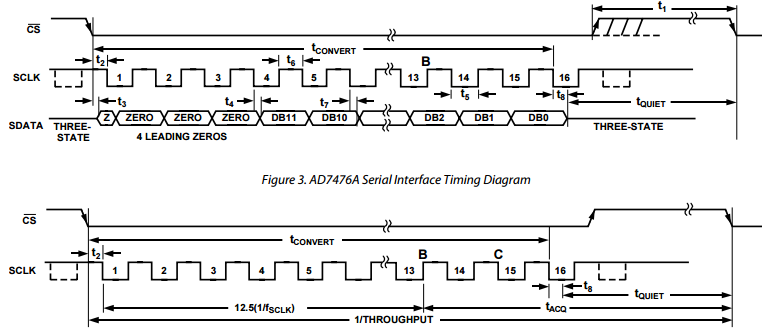 t1
CS
tCONVERT
t2 t6 B
SCLK 1 2 3 4 5 13 14 15 16
t3 t4 t7 t5 t8
tQUIET
SDATA THREE-STATE Z ZERO ZERO ZERO DB11 DB10 DB2 DB1 DB0 THREE-STATE
4 LEADING ZEROS
Figure 3. AD7476A Serial Interface Timing Diagram
CS
tCONVERT
t2 B C
SCLK 1 2 3 4 5 13 14 15 16
t8
tQUIET
12.5(1/fSCLK) tACQ
1/THROUGHPUT